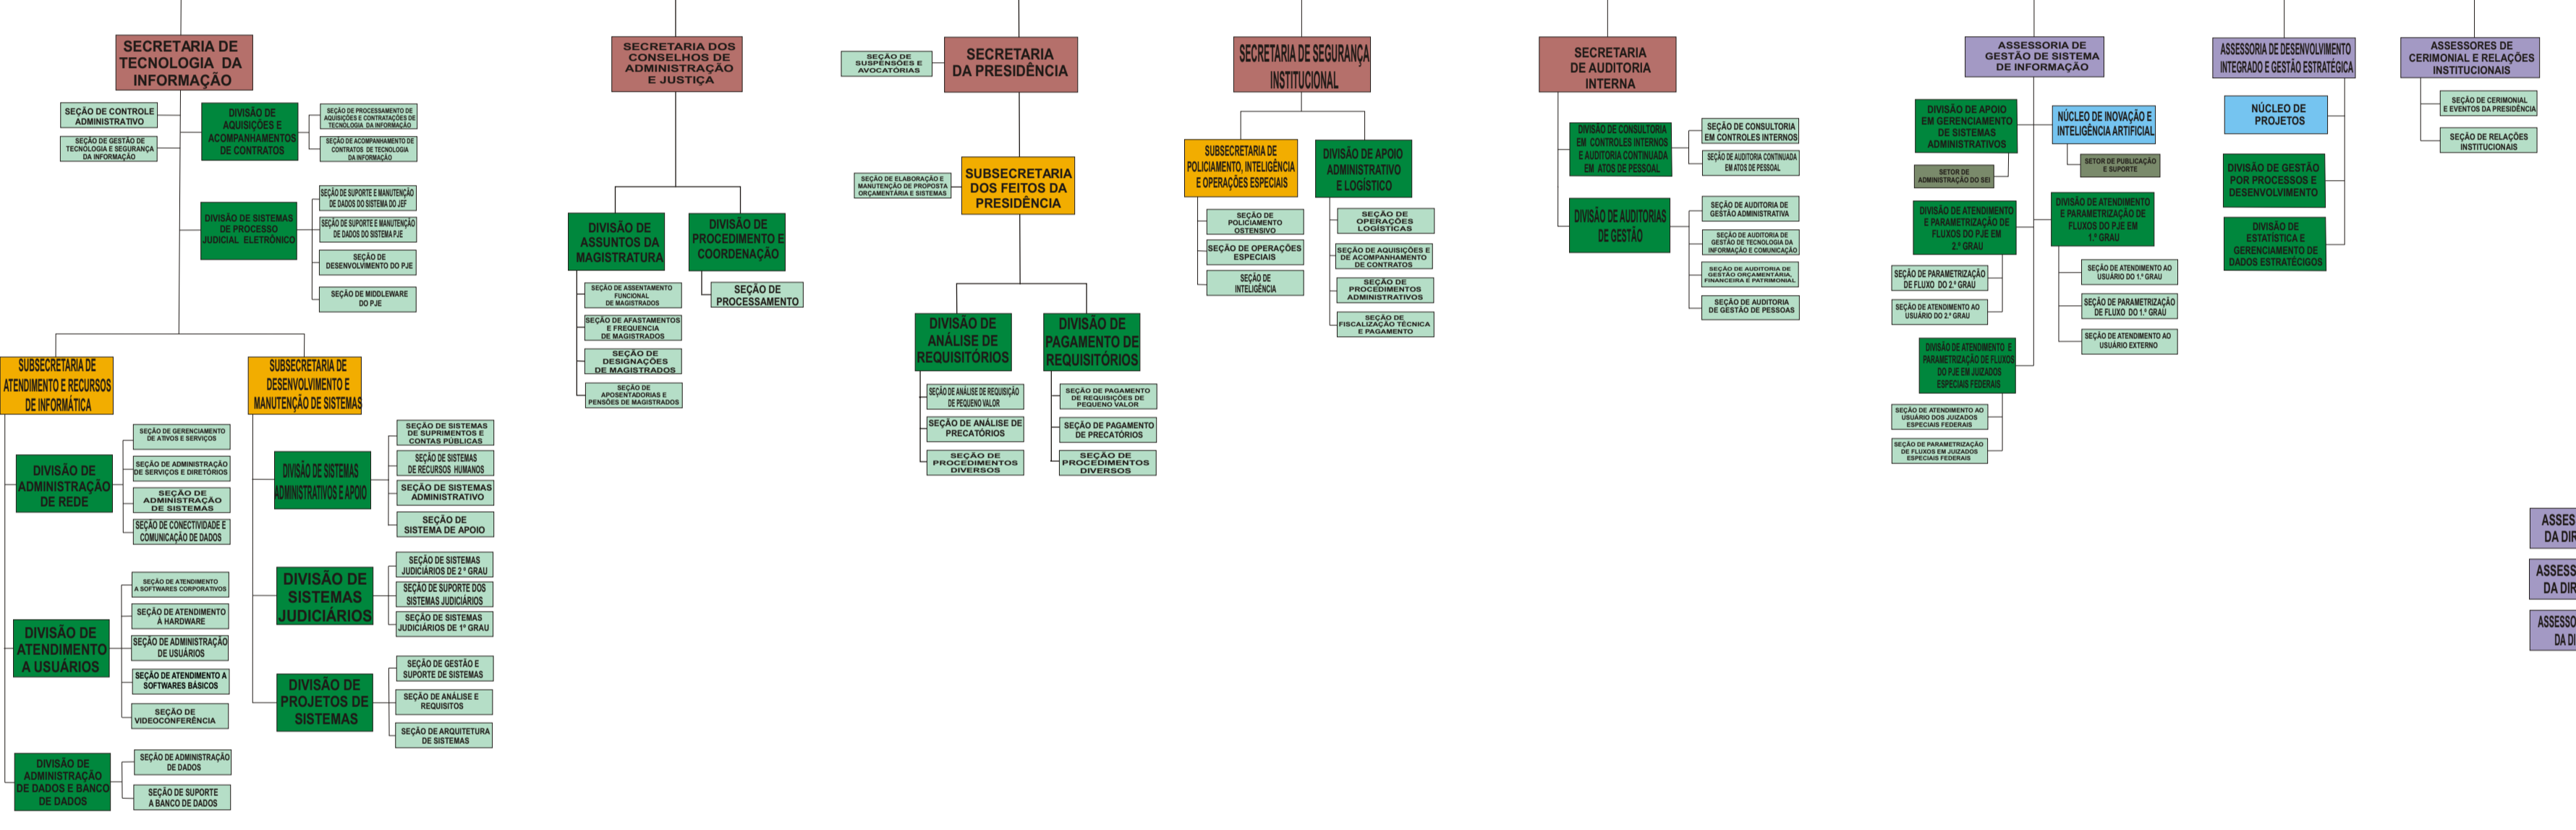 SECRETARIA DE
TECNOLOGIA DA
INFORMAÇÃO
SEÇÃO DE CONTROLE
ADMINISTRATIVO
SEÇÃO DE GESTÃO DE
TECNOLOGIA E SEGURANÇA
DA INFORMAÇÃO
DIVISÃO DE
AQUISIÇÕES E
ACOMPANHAMENTOS
DE CONTRATOS
SEÇÃO DE PROCESSAMENTO DE
AQUISIÇÕES E CONTRATAÇÕES DE
TECNOLOGIA DA INFORMAÇÃO
SEÇÃO DE ACOMPANHAMENTO DE
CONTRATOS DE TECNOLOGIA
DA INFORMAÇÃO
DIVISÃO DE SISTEMAS
DE PROCESSO
JUDICIAL ELETRÔNICO
SEÇÃO DE SUPORTE E MANUTENÇÃO
DE DADOS DO SISTEMA DO JEF
SEÇÃO DE SUPORTE E MANUTENÇÃO
DE DADOS DO SISTEMA PJE
SEÇÃO DE
DESENVOLVIMENTO DO PJE
SEÇÃO DE MIDDLEWARE
DO PJE
SUBSECRETARIA DE
ATENDIMENTO E RECURSOS
DE INFORMÁTICA
DIVISÃO DE
ADMINISTRAÇÃO
DE REDE
SEÇÃO DE GERENCIAMENTO
DE ATIVOS E SERVIÇOS
SEÇÃO DE ADMINISTRAÇÃO
DE SERVIÇOS E DIRETÓRIOS
SEÇÃO DE
ADMINISTRAÇÃO
DE SISTEMAS
SEÇÃO DE CONECTIVIDADE E
COMUNICAÇÃO DE DADOS
DIVISÃO DE
ATENDIMENTO
A USUÁRIOS
SEÇÃO DE ATENDIMENTO
A SOFTWARES CORPORATIVOS
SEÇÃO DE ATENDIMENTO
À HARDWARE
SEÇÃO DE ADMINISTRAÇÃO
DE USUÁRIOS
SEÇÃO DE ATENDIMENTO A
SOFTWARES BÁSICOS
SEÇÃO DE
VIDEOCONFERÊNCIA
DIVISÃO DE
ADMINISTRAÇÃO
DE DADOS E BANCO
DE DADOS
SEÇÃO DE ADMINISTRAÇÃO
DE DADOS
SEÇÃO DE SUPORTE
A BANCO DE DADOS
SUBSECRETARIA DE
DESENVOLVIMENTO E
MANUTENÇÃO DE SISTEMAS
DIVISÃO DE SISTEMAS
ADMINISTRATIVOS E APOIO
SEÇÃO DE SISTEMAS
DE SUPRIMENTOS E
CONTAS PÚBLICAS
SEÇÃO DE SISTEMAS
DE RECURSOS HUMANOS
SEÇÃO DE SISTEMAS
ADMINISTRATIVO
SEÇÃO DE
SISTEMA DE APOIO
DIVISÃO DE
SISTEMAS
JUDICIÁRIOS
SEÇÃO DE SISTEMAS
JUDICIÁRIOS DE 2º GRAU
SEÇÃO DE SUPORTE DOS
SISTEMAS JUDICIÁRIOS
SEÇÃO DE SISTEMAS
JUDICIÁRIOS DE 1º GRAU
DIVISÃO DE
PROJETOS DE
SISTEMAS
SEÇÃO DE GESTÃO E
SUPORTE DE SISTEMAS
SEÇÃO DE ANÁLISE E
REQUISITOS
SEÇÃO DE ARQUITETURA
DE SISTEMAS
SECRETARIA DOS
CONSELHOS DE
ADMINISTRAÇÃO
E JUSTIÇA
DIVISÃO DE
ASSUNTOS DA
MAGISTRATURA
SEÇÃO DE ASSENTAMENTO
FUNCIONAL
DE MAGISTRADOS
SEÇÃO DE AFASTAMENTOS
E FREQUENCIA
DE MAGISTRADOS
SEÇÃO DE
DESIGNAÇÕES
DE MAGISTRADOS
SEÇÃO DE
APOSENTADORIAS E
PENSÕES DE MAGISTRADOS
DIVISÃO DE
PROCEDIMENTO E
COORDENAÇÃO
SEÇÃO DE
PROCESSAMENTO
SEÇÃO DE
SUSPENSÕES E
AVOCATÓRIAS
SECRETARIA
DA PRESIDÊNCIA
SEÇÃO DE ELABORAÇÃO E
MANUTENÇÃO DE PROPOSTA
ORÇAMENTÁRIA E SISTEMAS
SUBSECRETARIA
DOS FEITOS DA
PRESIDÊNCIA
DIVISÃO DE
ANÁLISE DE
REQUISITÓRIOS
SEÇÃO DE ANÁLISE DE REQUISIÇÃO
DE PEQUENO VALOR
SEÇÃO DE ANÁLISE DE
PRECATÓRIOS
SEÇÃO DE
PROCEDIMENTOS
DIVERSOS
DIVISÃO DE
PAGAMENTO DE
REQUISITÓRIOS
SEÇÃO DE PAGAMENTO
DE REQUISIÇÕES DE
PEQUENO VALOR
SEÇÃO DE PAGAMENTO
DE PRECATÓRIOS
SEÇÃO DE
PROCEDIMENTOS
DIVERSOS
SECRETARIA DE SEGURANÇA
INSTITUCIONAL
SUBSECRETARIA DE
POLICIAMENTO, INTELIGÊNCIA
E OPERAÇÕES ESPECIAIS
SEÇÃO DE
POLICIAMENTO
OSTENSIVO
SEÇÃO DE OPERAÇÕES
ESPECIAIS
SEÇÃO DE
INTELIGÊNCIA
DIVISÃO DE APOIO
ADMINISTRATIVO
E LOGÍSTICO
SEÇÃO DE
OPERAÇÕES
LOGÍSTICAS
SEÇÃO DE AQUISIÇÕES E
DE ACOMPANHAMENTO
DE CONTRATOS
SEÇÃO DE
PROCEDIMENTOS
ADMINISTRATIVOS
SEÇÃO DE
FISCALIZAÇÃO TÉCNICA
E PAGAMENTO
SECRETARIA
DE AUDITORIA
INTERNA
DIVISÃO DE CONSULTORIA
EM CONTROLES INTERNOS
E AUDITORIA CONTINUADA
EM ATOS DE PESSOAL
SEÇÃO DE CONSULTORIA
EM CONTROLES INTERNOS
SEÇÃO DE AUDITORIA CONTINUADA
EM ATOS DE PESSOAL
DIVISÃO DE AUDITORIAS
DE GESTÃO
SEÇÃO DE AUDITORIA DE
GESTÃO ADMINISTRATIVA
SEÇÃO DE AUDITORIA DE
GESTÃO DE TECNOLOGIA DA
INFORMAÇÃO E COMUNICAÇÃO
SEÇÃO DE AUDITORIA DE
GESTÃO ORÇAMENTÁRIA,
FINANCEIRA E PATRIMONIAL
SEÇÃO DE AUDITORIA
DE GESTÃO DE PESSOAS
ASSESSORIA DE
GESTÃO DE SISTEMA
DE INFORMAÇÃO
DIVISÃO DE APOIO
EM GERENCIAMENTO
DE SISTEMAS
ADMINISTRATIVOS
SETOR DE
ADMINISTRAÇÃO DO SEI
NÚCLEO DE INOVAÇÃO E
INTELIGÊNCIA ARTIFICIAL
SETOR DE PUBLICAÇÃO
E SUPORTE
DIVISÃO DE ATENDIMENTO
E PARAMETRIZAÇÃO DE
FLUXOS DO PJE EM
2.º GRAU
SEÇÃO DE PARAMETRIZAÇÃO
DE FLUXO DO 2.º GRAU
SEÇÃO DE ATENDIMENTO AO
USUÁRIO DO 2.º GRAU
DIVISÃO DE ATENDIMENTO
E PARAMETRIZAÇÃO DE
FLUXOS DO PJE EM
1.º GRAU
SEÇÃO DE ATENDIMENTO AO
USUÁRIO DO 1.º GRAU
SEÇÃO DE PARAMETRIZAÇÃO
DE FLUXO DO 1.º GRAU
SEÇÃO DE ATENDIMENTO AO
USUÁRIO EXTERNO
DIVISÃO DE ATENDIMENTO E
PARAMETRIZAÇÃO DE FLUXOS
DO PJE EM JUIZADOS
ESPECIAIS FEDERAIS
SEÇÃO DE ATENDIMENTO AO
USUÁRIO DOS JUIZADOS
ESPECIAIS FEDERAIS
SEÇÃO DE PARAMETRIZAÇÃO
DE FLUXOS EM JUIZADOS
ESPECIAIS FEDERAIS
ASSESSORIA DE DESENVOLVIMENTO
INTEGRADO E GESTÃO ESTRATÉGICA
NÚCLEO DE
PROJETOS
DIVISÃO DE GESTÃO
POR PROCESSOS E
DESENVOLVIMENTO
DIVISÃO DE
ESTATÍSTICA E
GERENCIAMENTO DE
DADOS ESTRATÉCIGOS
ASSESSORES DE
CERIMONIAL E RELAÇÕES
INSTITUCIONAIS
SEÇÃO DE CERIMONIAL
E EVENTOS DA PRESIDÊNCIA
SEÇÃO DE RELAÇÕES
INSTITUCIONAIS
ASSES
DA DIR
ASSESS
DA DIR
ASSESSO
DA DI